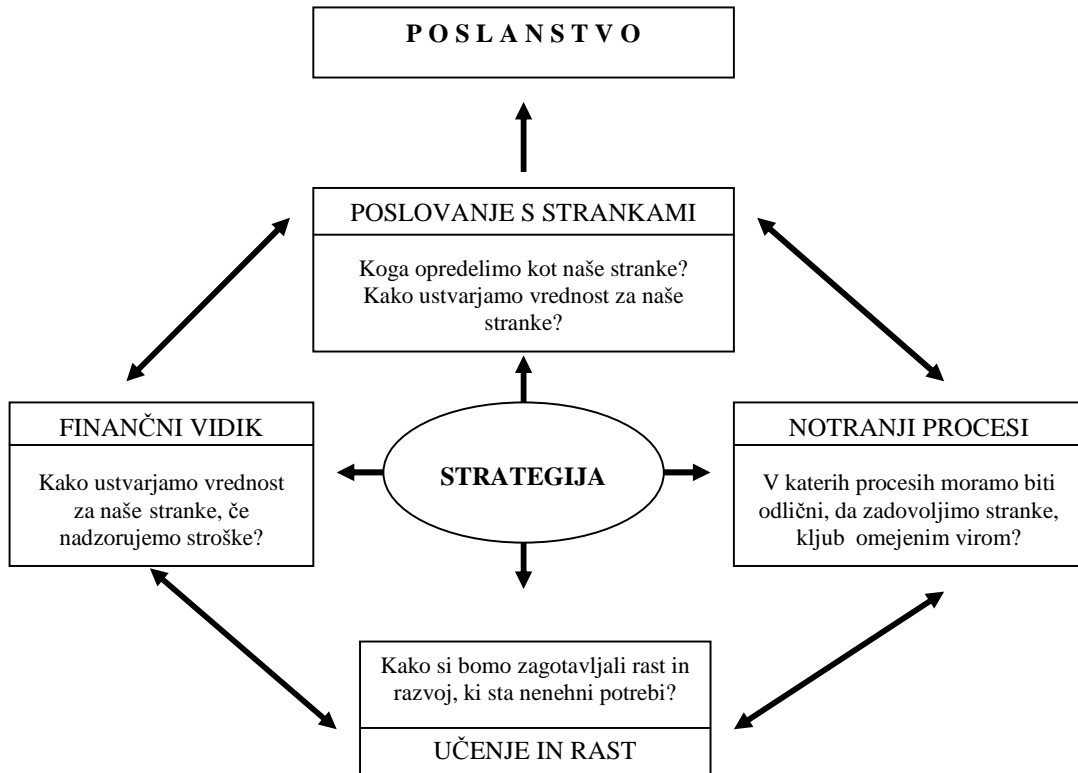 P O S L A N S T V O
POSLOVANJE S STRANKAMI
Koga opredelimo kot naše stranke?
Kako ustvarjamo vrednost za naše
stranke?
FINANČNI VIDIK
Kako ustvarjamo vrednost
za naše stranke, če
nadzorujemo stroške?
STRATEGIJA
NOTRANJI PROCESI
V katerih procesih moramo biti
odlični, da zadovoljimo stranke,
kljub omejenim virom?
Kako si bomo zagotavljali rast in
razvoj, ki sta nenehni potrebi?
UČENJE IN RAST